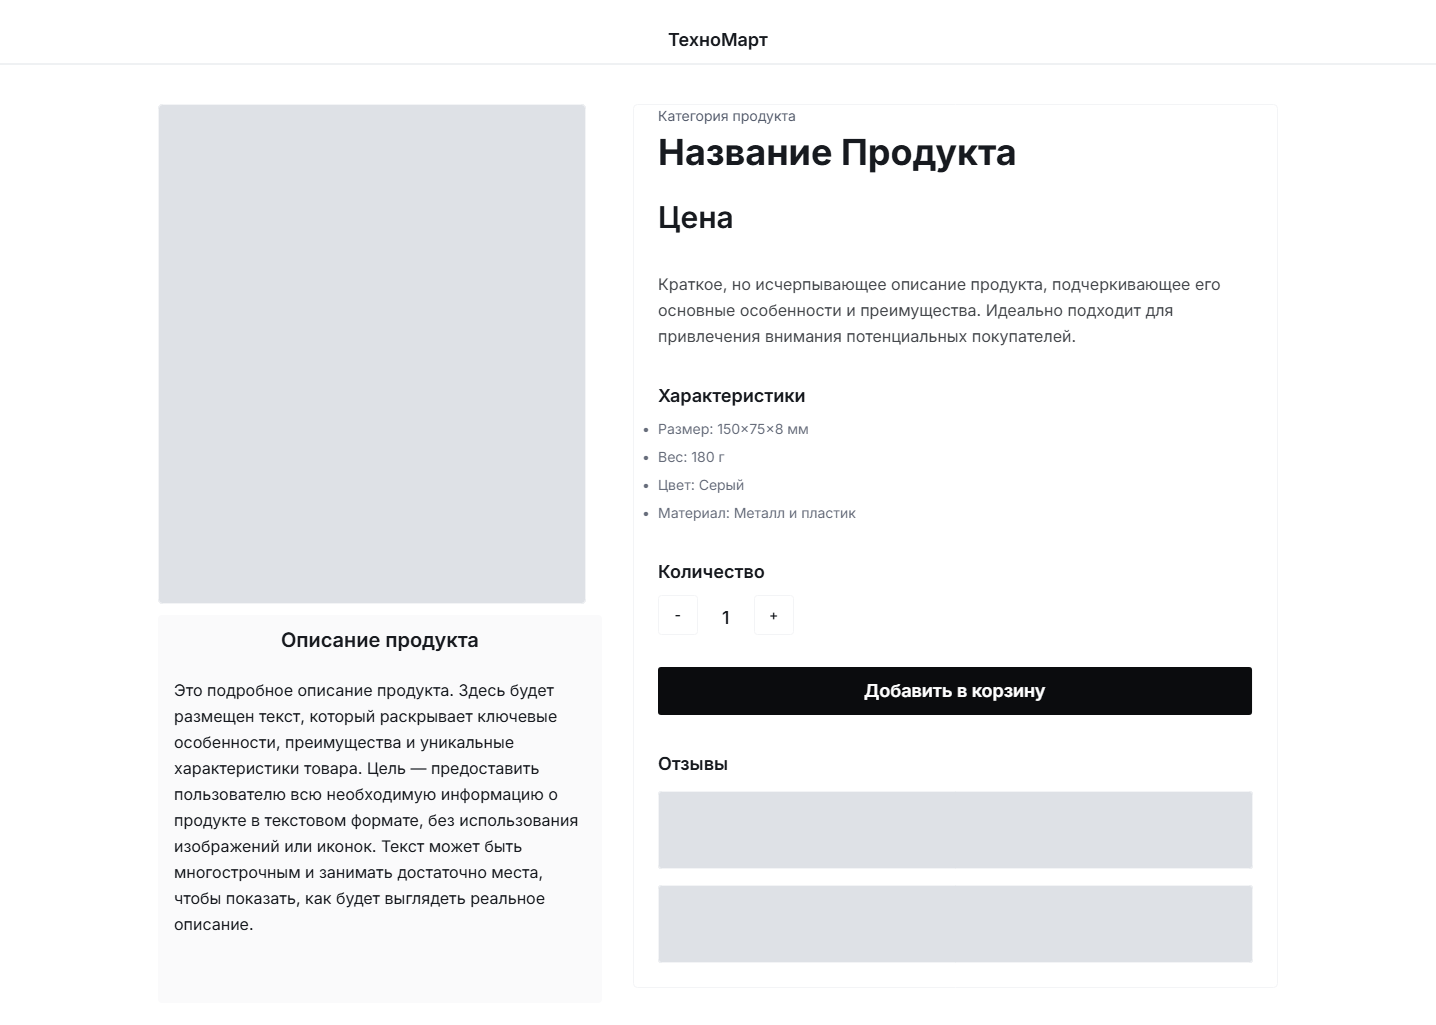 ТехноМарт
Категория продукта
Название Продукта
Цена
Краткое, но исчерпывающее описание продукта, подчеркивающее его
основные особенности и преимущества. Идеально подходит для
привлечения внимания потенциальных покупателей.
Характеристики
• Размер: 150×75×8 мм
• Вес: 180 г
• Цвет: Серый
• Материал: Металл и пластик
Количество
- 1 +
Добавить в корзину
Отзывы
Описание продукта
Это подробное описание продукта. Здесь будет
размещен текст, который раскрывает ключевые
особенности, преимущества и уникальные
характеристики товара. Цель — предоставить
пользователю всю необходимую информацию о
продукте в текстовом формате, без использования
изображений или иконок. Текст может быть
многострочным и занимать достаточно места,
чтобы показать, как будет выглядеть реальное
описание.